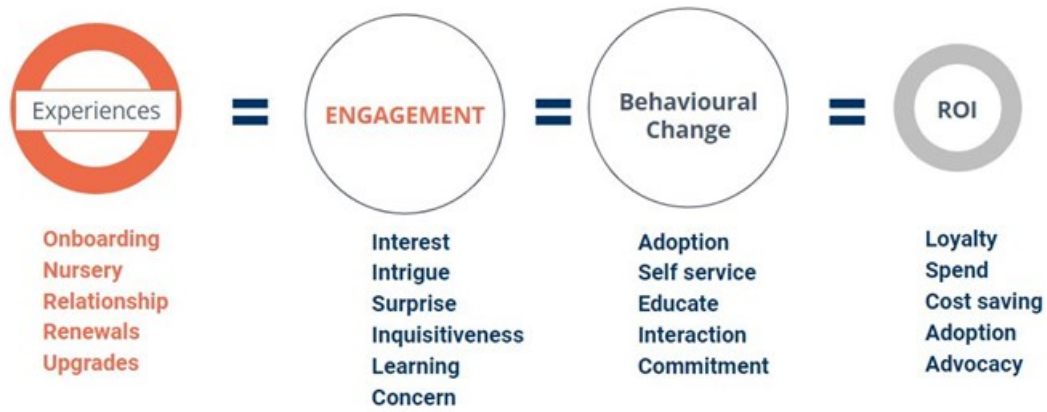 Experiences
=
ENGAGEMENT
=
Behavioural
Change
=
ROI
Onboarding
Nursery
Relationship
Renewals
Upgrades
Interest
Intrigue
Surprise
Inquisitiveness
Learning
Concern
Adoption
Self service
Educate
Interaction
Commitment
Loyalty
Spend
Cost saving
Adoption
Advocacy